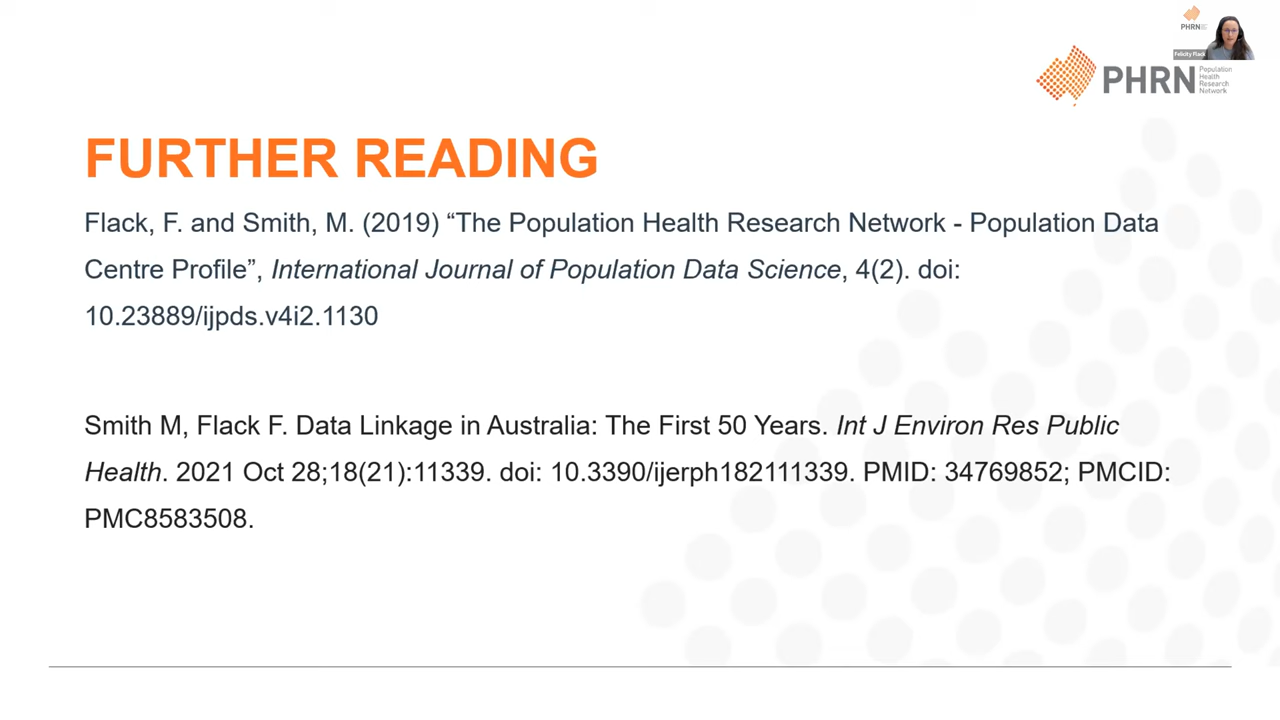 PHRN
Felicity Flack
PHRN Population
Health
Research
Network
FURTHER READING
Flack, F. and Smith, M. (2019) “The Population Health Research Network - Population Data
Centre Profile”, International Journal of Population Data Science, 4(2). doi:
10.23889/ijpds.v4i2.1130
Smith M, Flack F. Data Linkage in Australia: The First 50 Years. Int J Environ Res Public
Health. 2021 Oct 28;18(21):11339. doi: 10.3390/ijerph182111339. PMID: 34769852; PMCID:
PMC8583508.